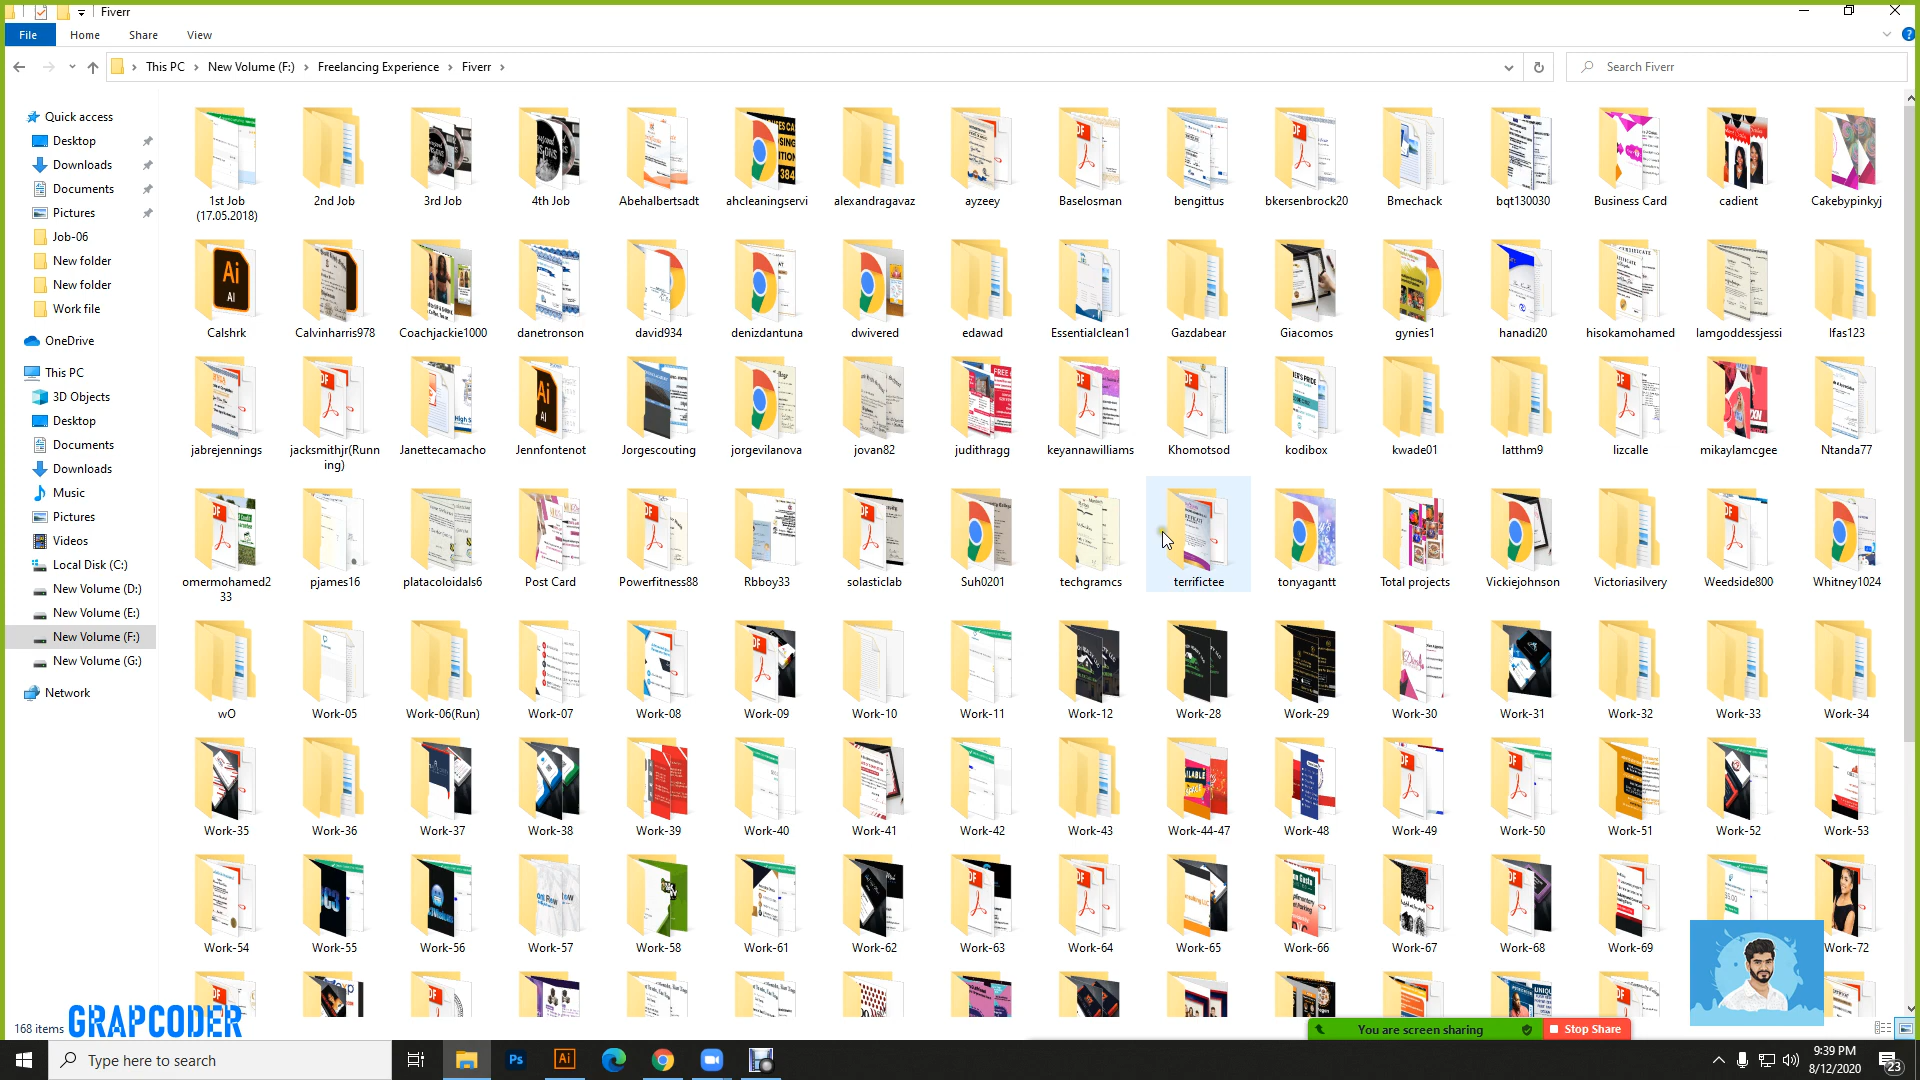 Fiverr
File Home Share View
This PC New Volume (F:) Freelancing Experience Fiverr
Search Fiverr
Quick access
Desktop
Downloads
Documents
Pictures
Job-06
New folder
New folder
Work file
OneDrive
This PC
3D Objects
Desktop
Documents
Downloads
Music
Pictures
Videos
Local Disk (C:)
New Volume (D:)
New Volume (E:)
New Volume (F:)
New Volume (G:)
Network
1st Job (17.05.2018) 2nd Job 3rd Job 4th Job Abehalbertsadt ahcleaningservi alexandragavaz ayzeey Baselosman bengittus bkersenbrock20 Bmechack bqt130030 Business Card cadient Cakebypinkyj
Calshrk Calvinharris978 Coachjackie1000 danetronson david934 denizdantuna dwivered edawad Essentialclean1 Gazdabear Giacomos gynies1 hanadi20 hisokamohamed Iamgoddessjessi Ifas123
jabrejennings jacksmithjr(Running) Janettecamacho Jennfontenot Jorgescouting jorgevilanova jovan82 judithragg keyannawilliams Khomotsod kodibox kwade01 latthm9 lizcalle mikaylamcgee Ntanda77
omermohamed233 pjames16 platacoloidals6 Post Card Powerfitness88 Rbboy33 solasticlab Suh0201 techgramcs terrifictee tonyagantt Total projects Vickiejohnson Victoriasilvery Weedside800 Whitney1024
wO Work-05 Work-06(Run) Work-07 Work-08 Work-09 Work-10 Work-11 Work-12 Work-28 Work-29 Work-30 Work-31 Work-32 Work-33 Work-34
Work-35 Work-36 Work-37 Work-38 Work-39 Work-40 Work-41 Work-42 Work-43 Work-44-47 Work-48 Work-49 Work-50 Work-51 Work-52 Work-53
Work-54 Work-55 Work-56 Work-57 Work-58 Work-61 Work-62 Work-63 Work-64 Work-65 Work-66 Work-67 Work-68 Work-69 Work-72
168 items
GRAPCODER
You are screen sharing
Stop Share
Type here to search
Ps
Ai
9:39 PM
8/12/2020
23